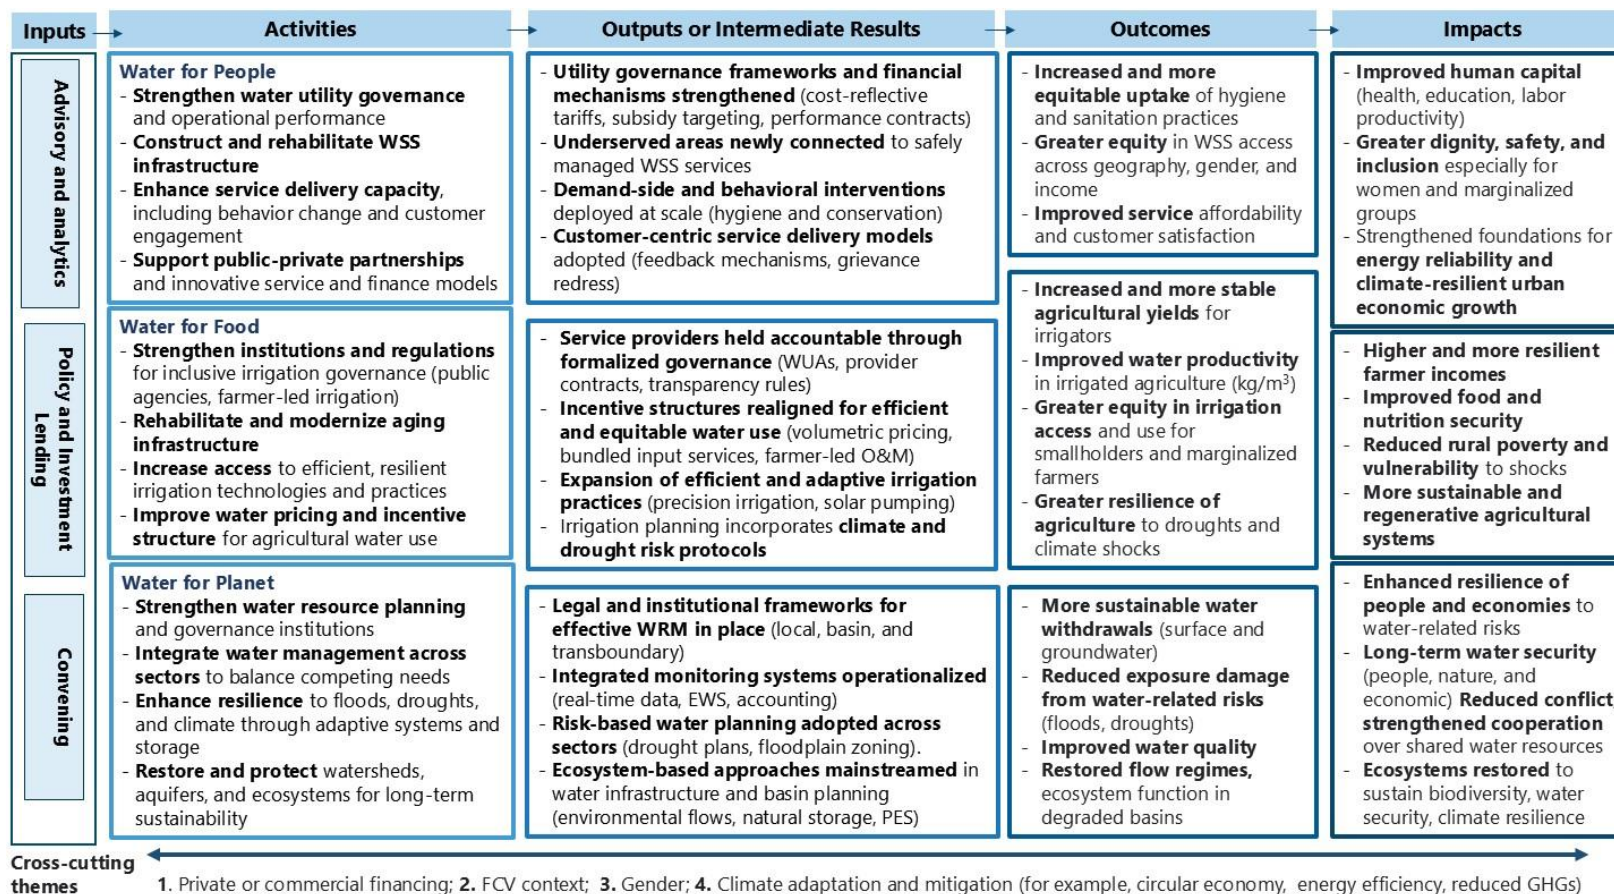 Inputs
Activities
Outputs or Intermediate Results
Outcomes
Impacts
Advisory and analytics
Policy and Investment
Lending
Convening
Water for People
- Strengthen water utility governance
and operational performance
- Construct and rehabilitate WSS
infrastructure
- Enhance service delivery capacity,
including behavior change and customer
engagement
- Support public-private partnerships
and innovative service and finance models
- Utility governance frameworks and financial
mechanisms strengthened (cost-reflective
tariffs, subsidy targeting, performance contracts)
- Underserved areas newly connected to safely
managed WSS services
- Demand-side and behavioral interventions
deployed at scale (hygiene and conservation)
- Customer-centric service delivery models
adopted (feedback mechanisms, grievance
redress)
- Increased and more
equitable uptake of hygiene
and sanitation practices
- Greater equity in WSS access
across geography, gender, and
income
- Improved service affordability
and customer satisfaction
- Improved human capital
(health, education, labor
productivity)
- Greater dignity, safety, and
inclusion especially for
women and marginalized
groups
- Strengthened foundations for
energy reliability and
climate-resilient urban
economic growth
Water for Food
- Strengthen institutions and regulations
for inclusive irrigation governance (public
agencies, farmer-led irrigation)
- Rehabilitate and modernize aging
infrastructure
- Increase access to efficient, resilient
irrigation technologies and practices
- Improve water pricing and incentive
structure for agricultural water use
- Service providers held accountable through
formalized governance (WUAs, provider
contracts, transparency rules)
- Incentive structures realigned for efficient
and equitable water use (volumetric pricing,
bundled input services, farmer-led O&M)
- Expansion of efficient and adaptive irrigation
practices (precision irrigation, solar pumping)
- Irrigation planning incorporates climate and
drought risk protocols
- Increased and more stable
agricultural yields for
irrigators
- Improved water productivity
in irrigated agriculture (kg/m³)
- Greater equity in irrigation
access and use for
smallholders and marginalized
farmers
- Greater resilience of
agriculture to droughts and
climate shocks
- Higher and more resilient
farmer incomes
- Improved food and
nutrition security
- Reduced rural poverty and
vulnerability to shocks
- More sustainable and
regenerative agricultural
systems
Water for Planet
- Strengthen water resource planning
and governance institutions
- Integrate water management across
sectors to balance competing needs
- Enhance resilience to floods, droughts,
and climate through adaptive systems and
storage
- Restore and protect watersheds,
aquifers, and ecosystems for long-term
sustainability
- Legal and institutional frameworks for
effective WRM in place (local, basin, and
transboundary)
- Integrated monitoring systems operationalized
(real-time data, EWS, accounting)
- Risk-based water planning adopted across
sectors (drought plans, floodplain zoning).
- Ecosystem-based approaches mainstreamed in
water infrastructure and basin planning
(environmental flows, natural storage, PES)
- More sustainable water
withdrawals (surface and
groundwater)
- Reduced exposure damage
from water-related risks
(floods, droughts)
- Improved water quality
- Restored flow regimes,
ecosystem function in
degraded basins
- Enhanced resilience of
people and economies to
water-related risks
- Long-term water security
(people, nature, and
economic) Reduced conflict,
strengthened cooperation
over shared water resources
- Ecosystems restored to
sustain biodiversity, water
security, climate resilience
Cross-cutting
themes
1. Private or commercial financing; 2. FCV context; 3. Gender; 4. Climate adaptation and mitigation (for example, circular economy, energy efficiency, reduced GHGs)